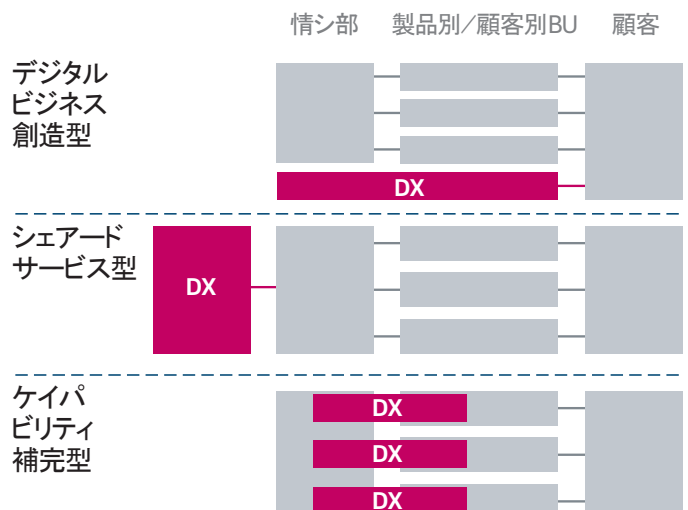 情シ部 製品別／顧客別BU 顧客
デジタル
ビジネス
創造型
DX
シェアード
サービス型
DX
ケイパ
ビリティ
補完型
DX
DX
DX